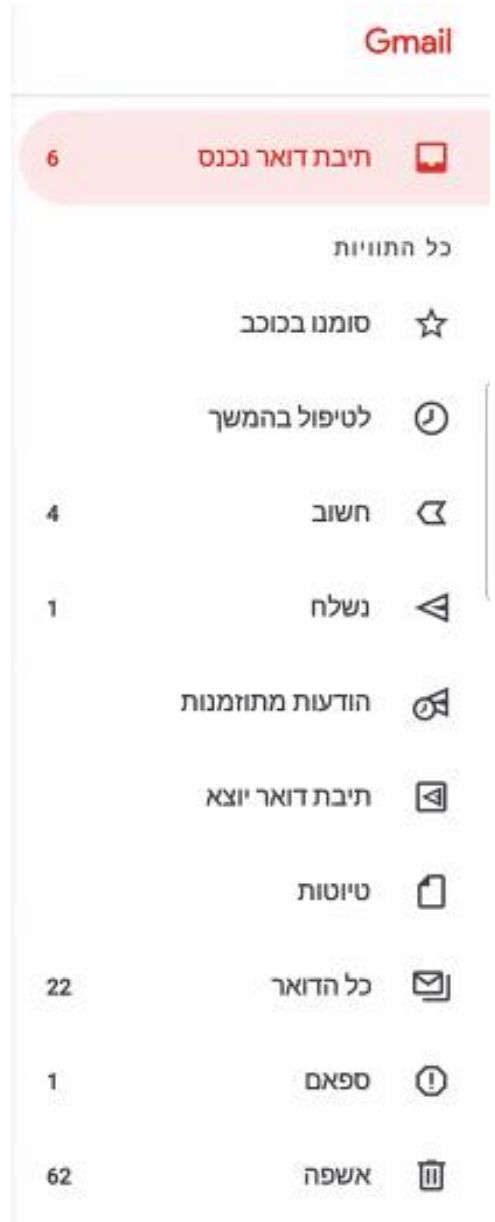 Gmail
תיבת דואר נכנס 6
כל התוויות
סומנו בכוכב
לטיפול בהמשך
חשוב 4
נשלח 1
הודעות מתוזמנות
תיבת דואר יוצא
טיוטות
כל הדואר 22
ספאם 1
אשפה 62